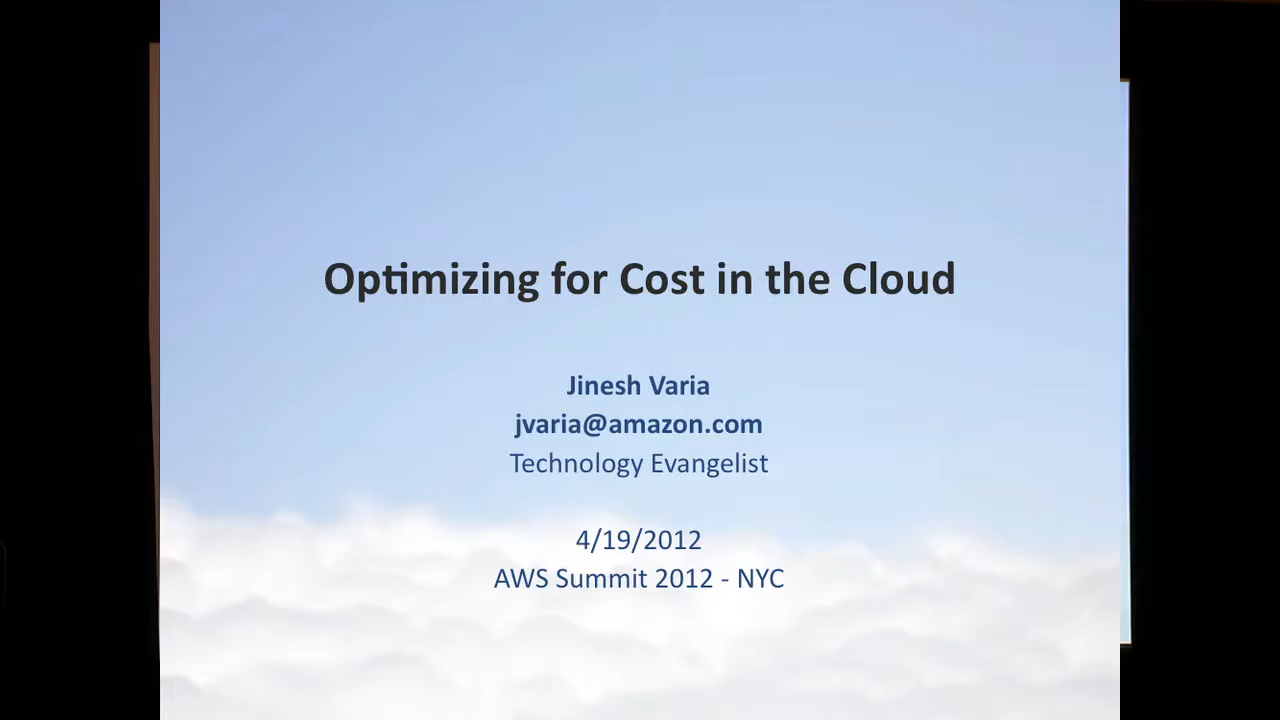 Optimizing for Cost in the Cloud
Jinesh Varia
jvaria@amazon.com
Technology Evangelist
4/19/2012
AWS Summit 2012 - NYC